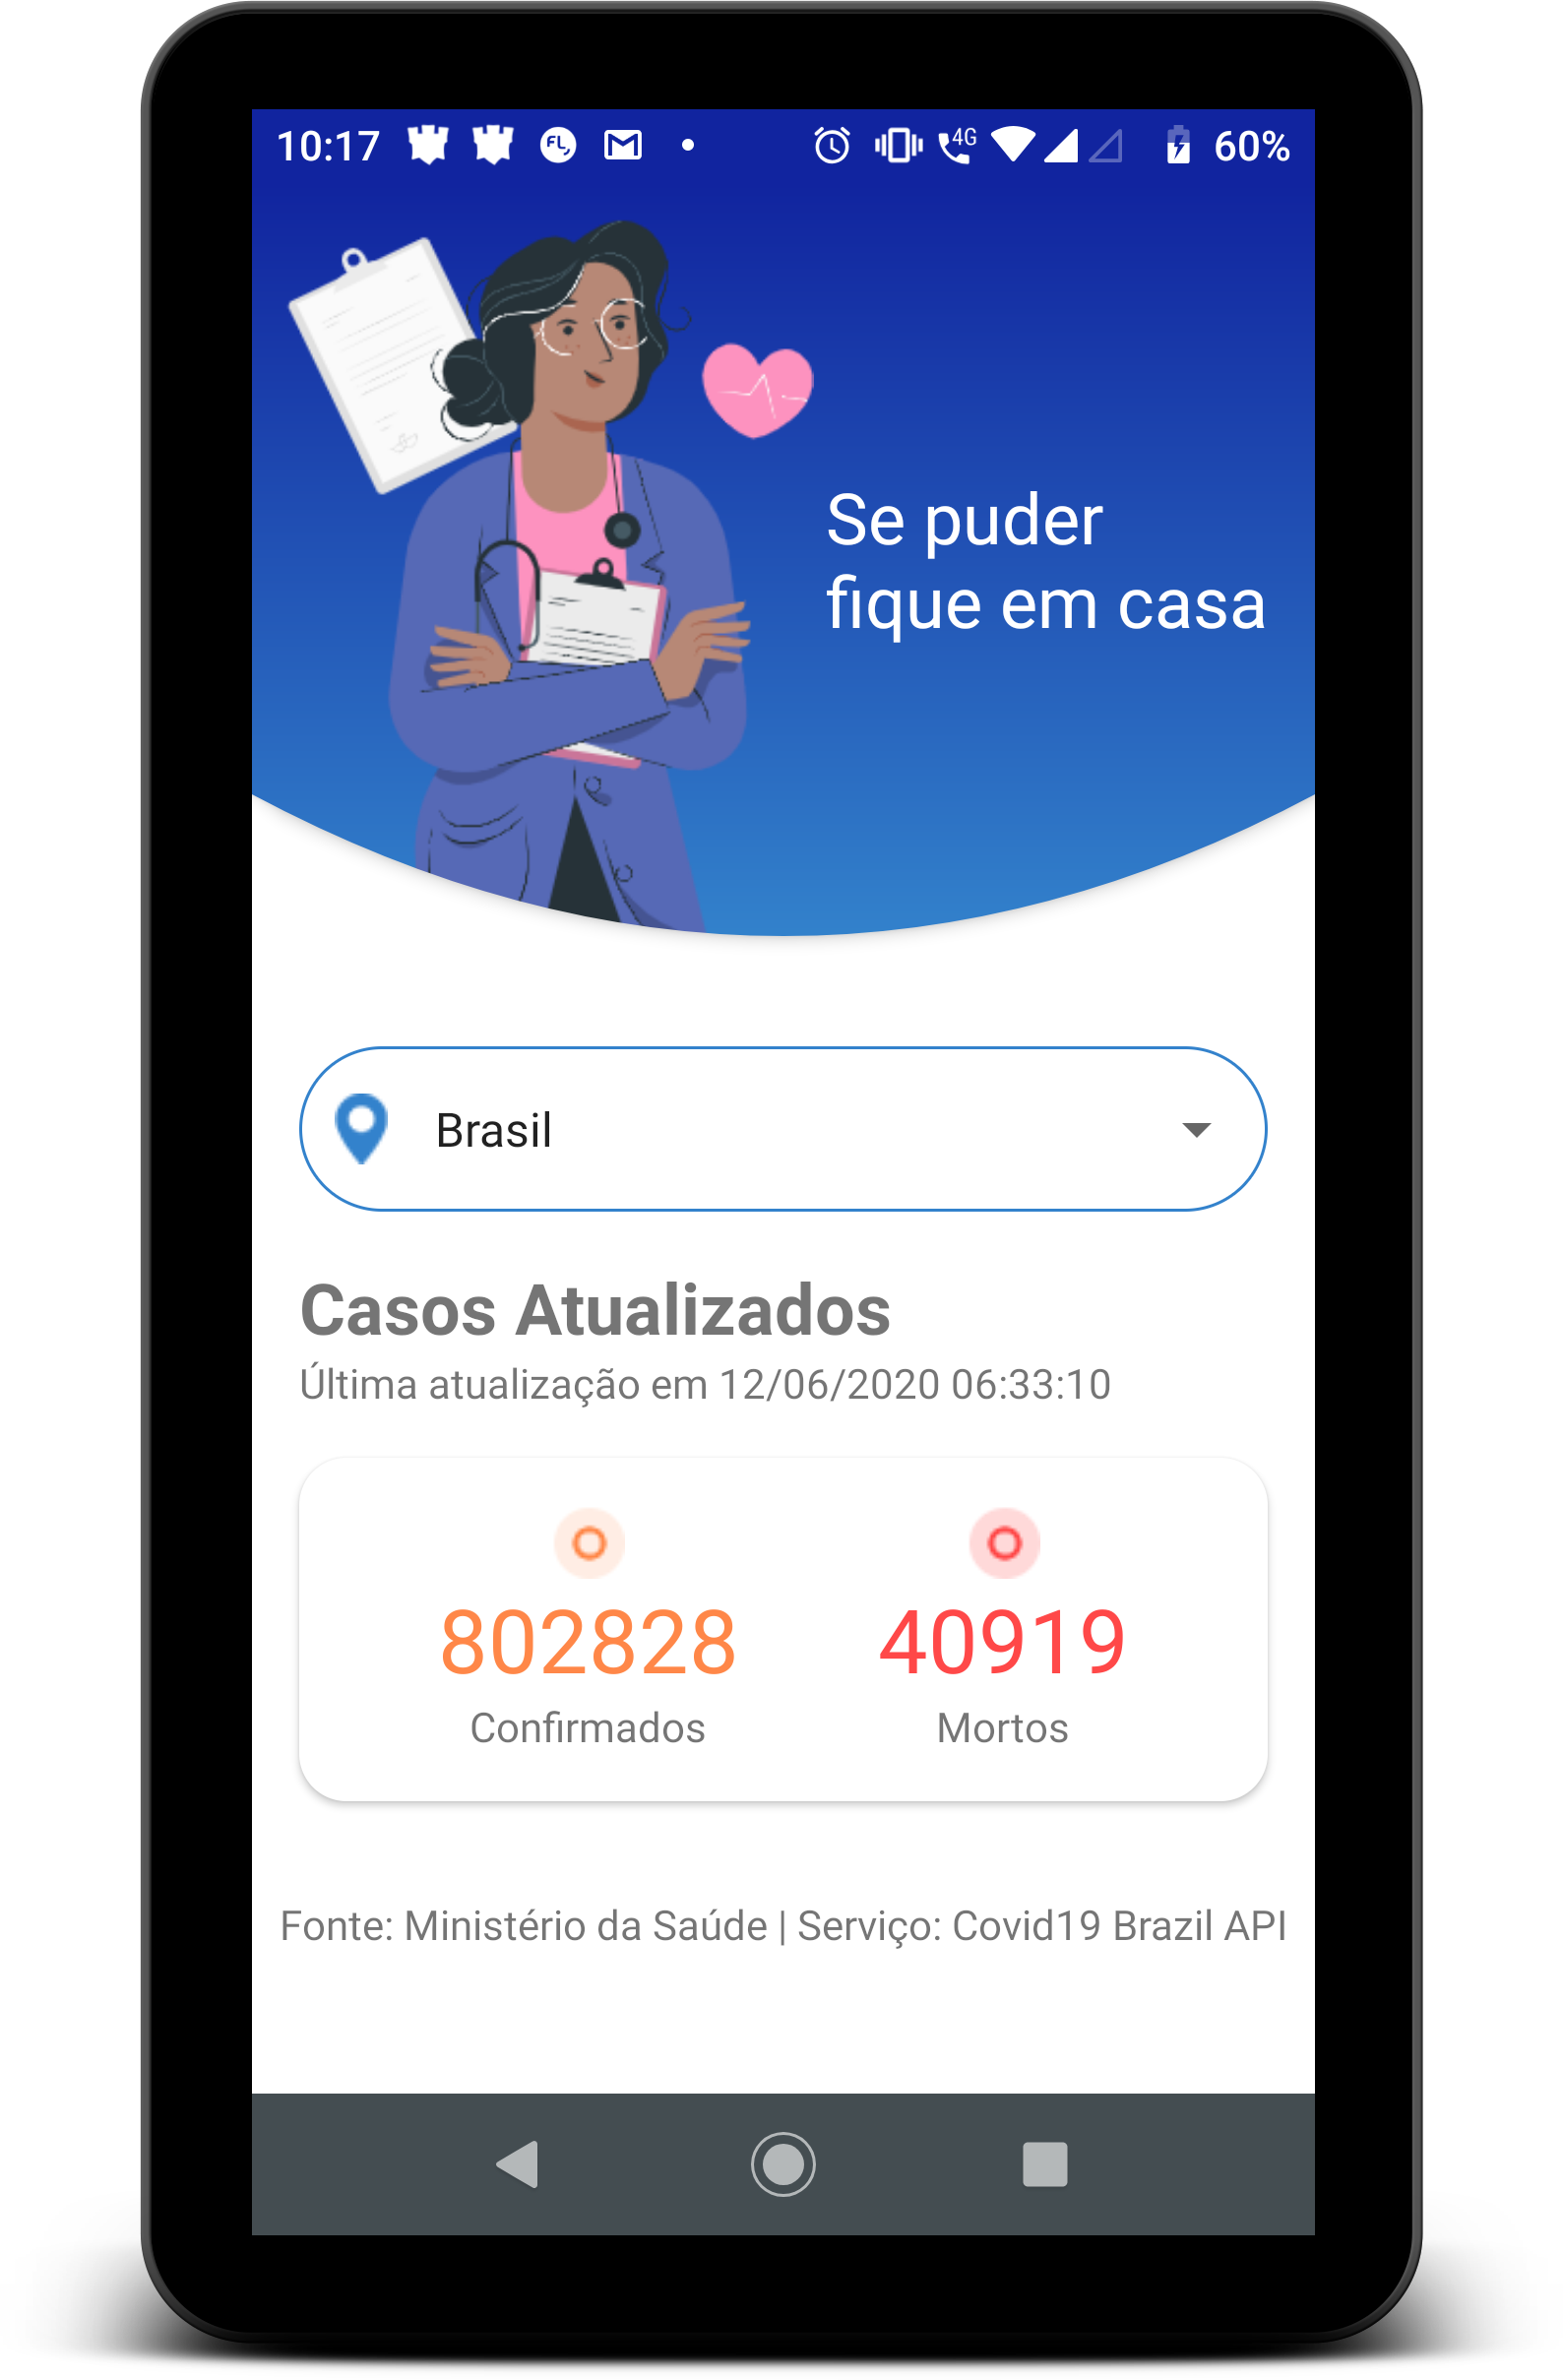 10:17 FL 4G 60%
Se puder
fique em casa
Brasil
Casos Atualizados
Última atualização em 12/06/2020 06:33:10
802828 40919
Confirmados Mortos
Fonte: Ministério da Saúde | Serviço: Covid19 Brazil API